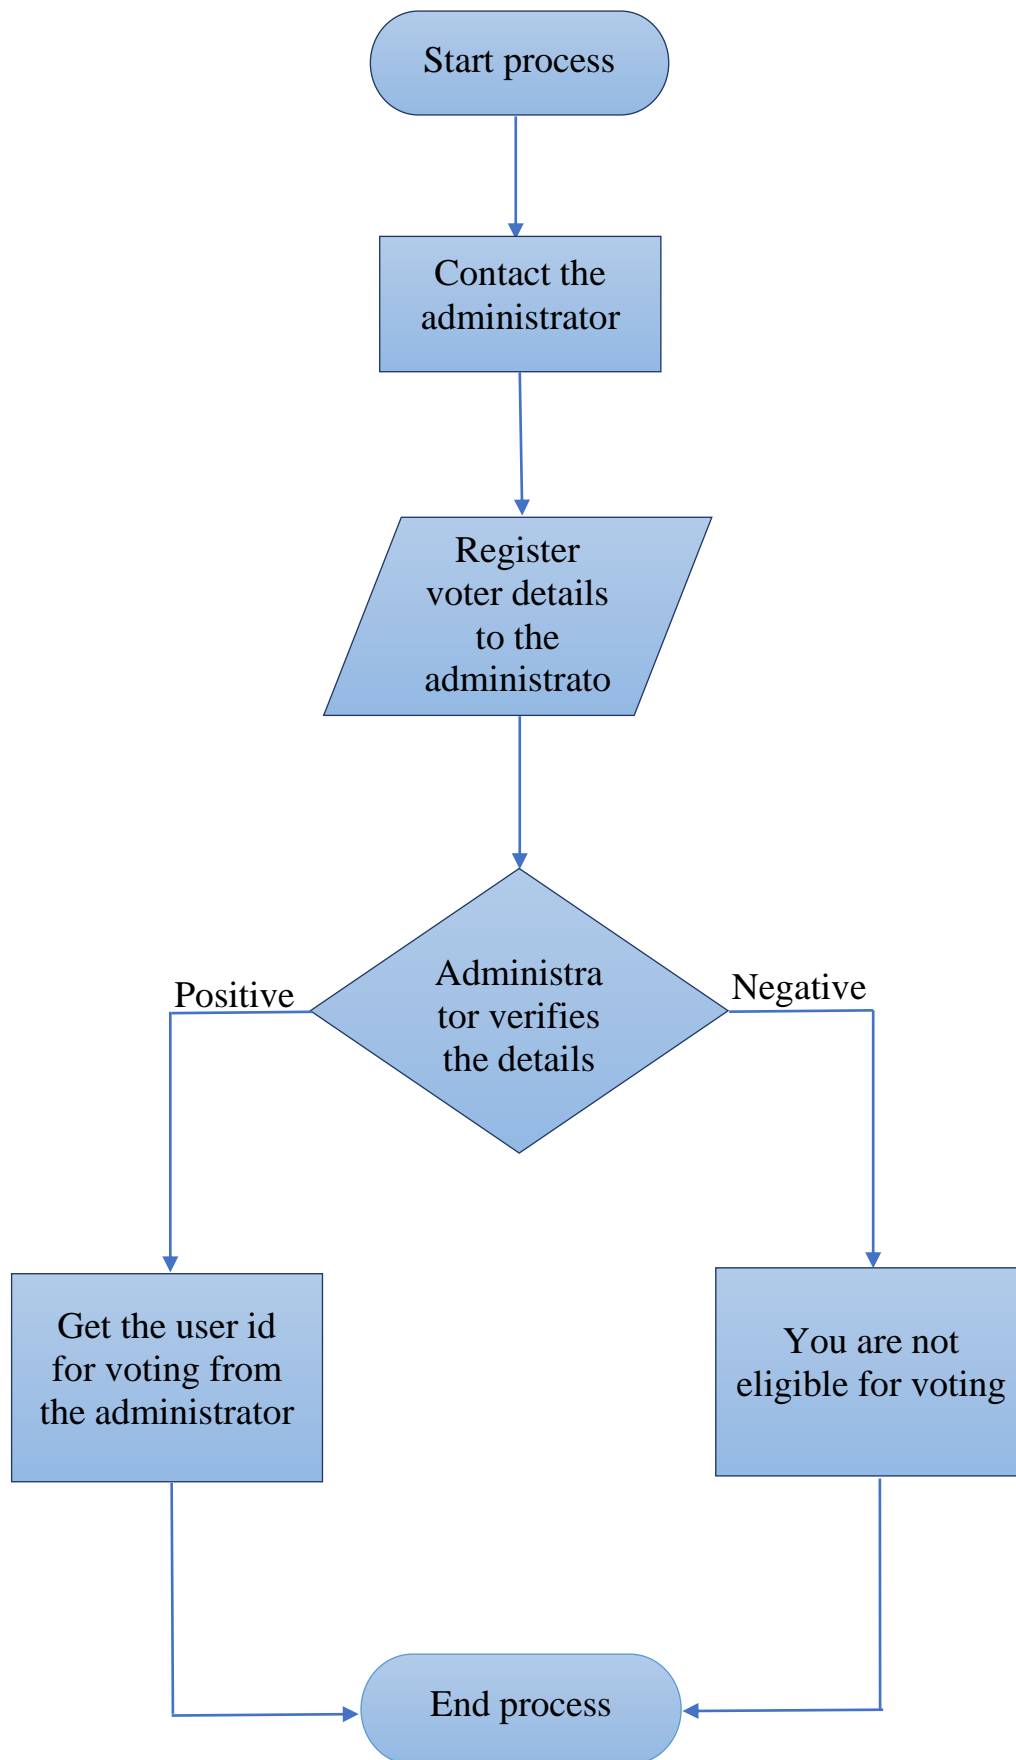 Start process
Contact the
administrator
Register
voter details
to the
administrato
Administra
tor verifies
the details
Positive
Negative
Get the user id
for voting from
the administrator
You are not
eligible for voting
End process